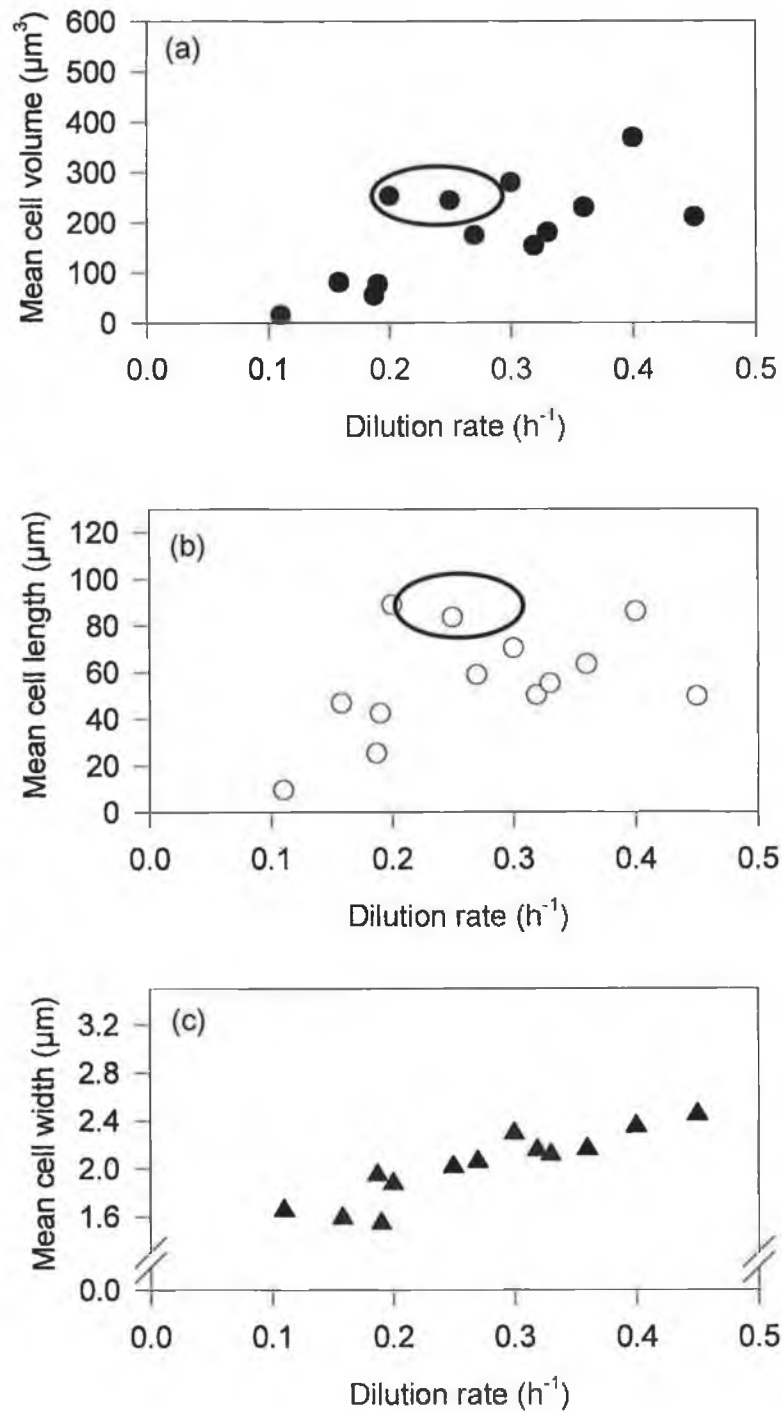 (a)
Mean cell volume (µm³)
600
500
400
300
200
100
0
0.0 0.1 0.2 0.3 0.4 0.5
Dilution rate (h⁻¹)
(b)
Mean cell length (µm)
120
100
80
60
40
20
0
0.0 0.1 0.2 0.3 0.4 0.5
Dilution rate (h⁻¹)
(c)
Mean cell width (µm)
3.2
2.8
2.4
2.0
1.6
0.0
0.0 0.1 0.2 0.3 0.4 0.5
Dilution rate (h⁻¹)